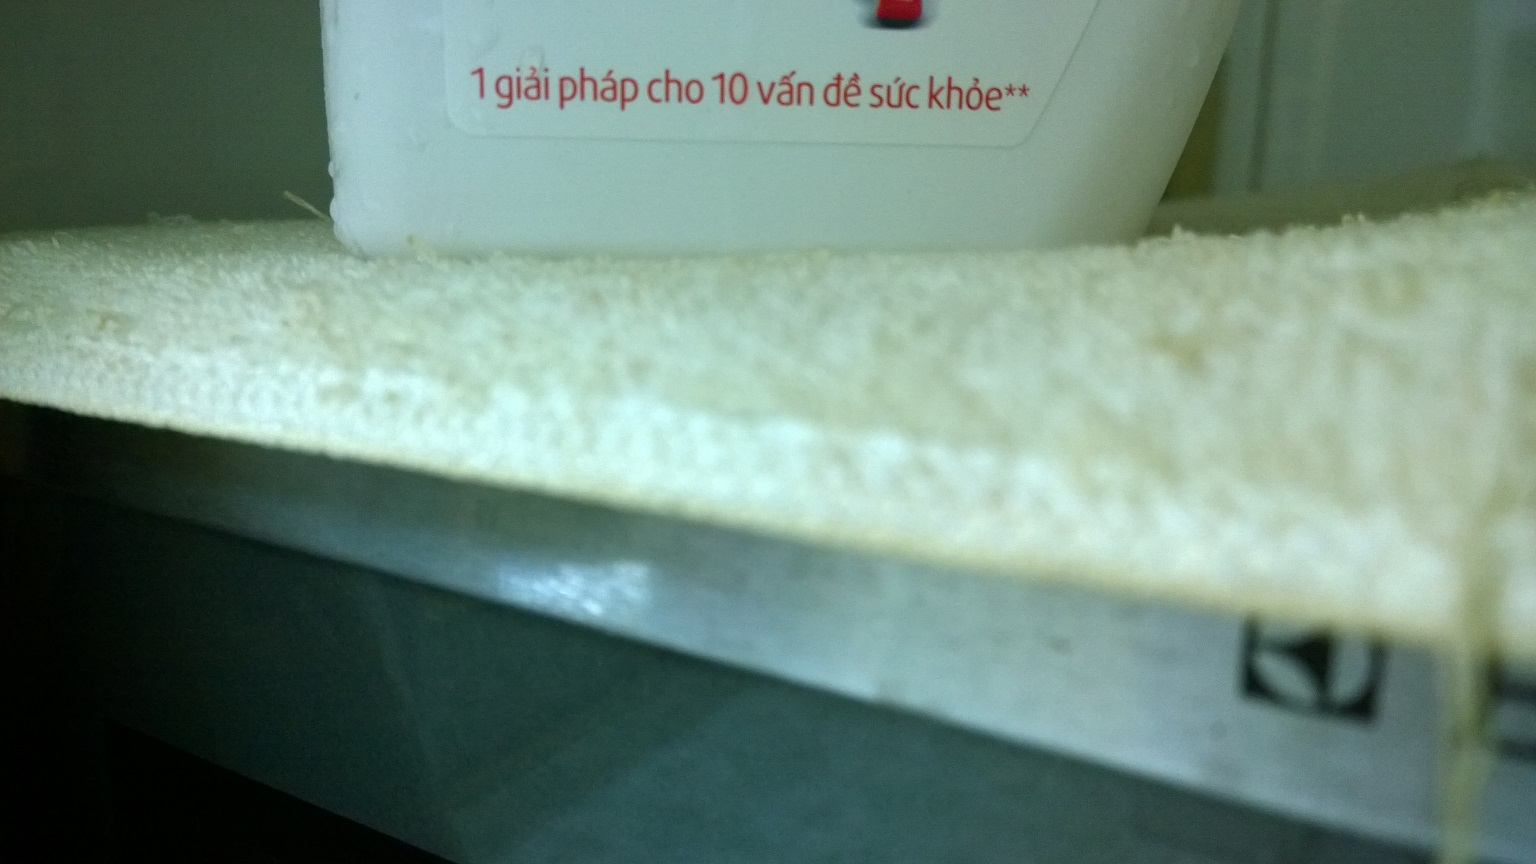 1 giải pháp cho 10 vấn đề sức khỏe**